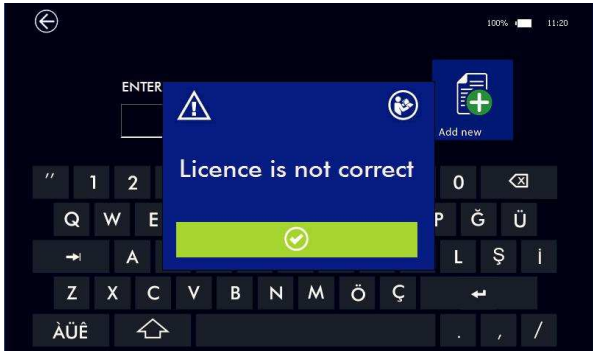 100% 11:20
ENTER
Add new
Licence is not correct
" 1 2 0
Q W E P Ğ Ü
A L Ş İ
Z X C V B N M Ö Ç
ÀÜÊ . , /